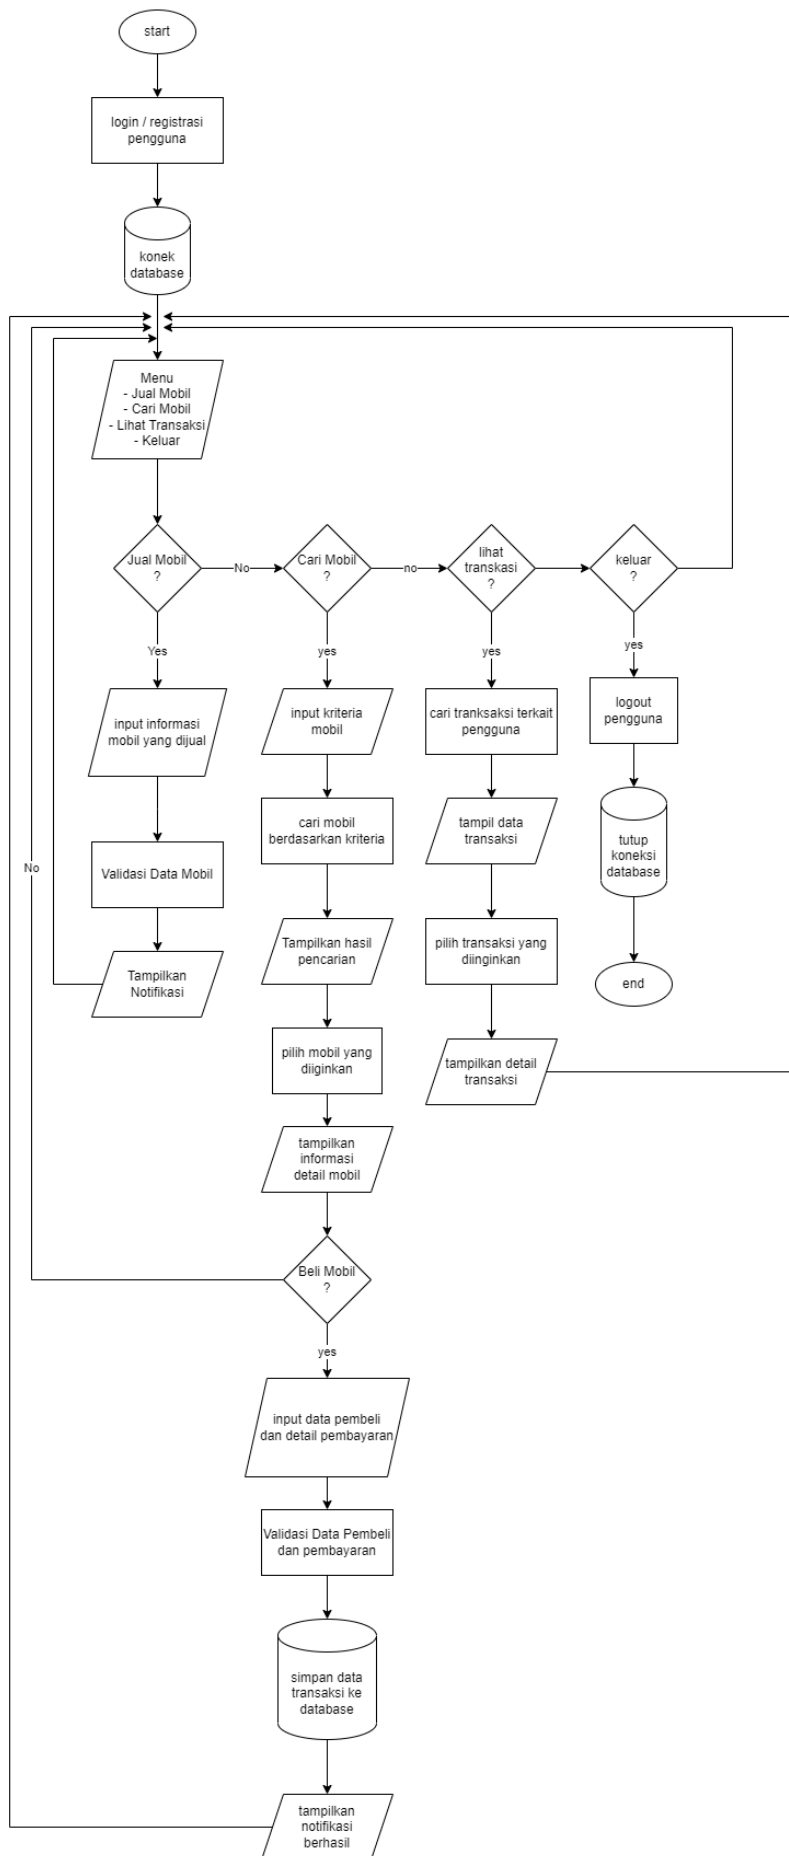 start
login / registrasi
pengguna
konek
database
Menu
- Jual Mobil
- Cari Mobil
- Lihat Transaksi
- Keluar
Jual Mobil
?
No
Cari Mobil
?
no
lihat
transkasi
?
keluar
?
Yes
yes
yes
yes
input informasi
mobil yang dijual
input kriteria
mobil
cari tranksaksi terkait
pengguna
logout
pengguna
Validasi Data Mobil
cari mobil
berdasarkan kriteria
tampil data
transaksi
tutup
koneksi
database
No
Tampilkan
Notifikasi
Tampilkan hasil
pencarian
pilih transaksi yang
diinginkan
end
pilih mobil yang
diiginkan
tampilkan detail
transaksi
tampilkan
informasi
detail mobil
Beli Mobil
?
yes
input data pembeli
dan detail pembayaran
Validasi Data Pembeli
dan pembayaran
simpan data
transaksi ke
database
tampilkan
notifikasi
berhasil